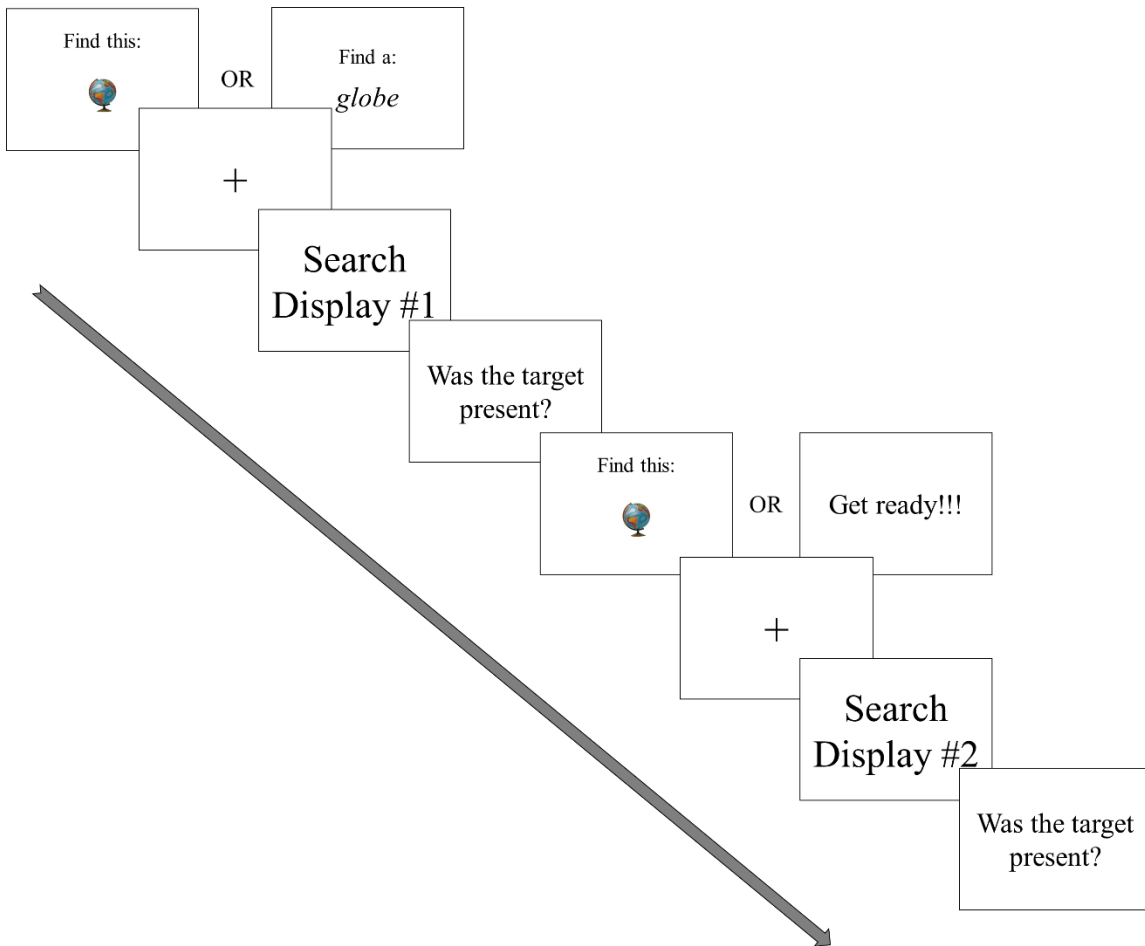 Find this:
OR
Find a:
globe
+
Search
Display #1
Was the target
present?
Find this:
OR
Get ready!!!
+
Search
Display #2
Was the target
present?